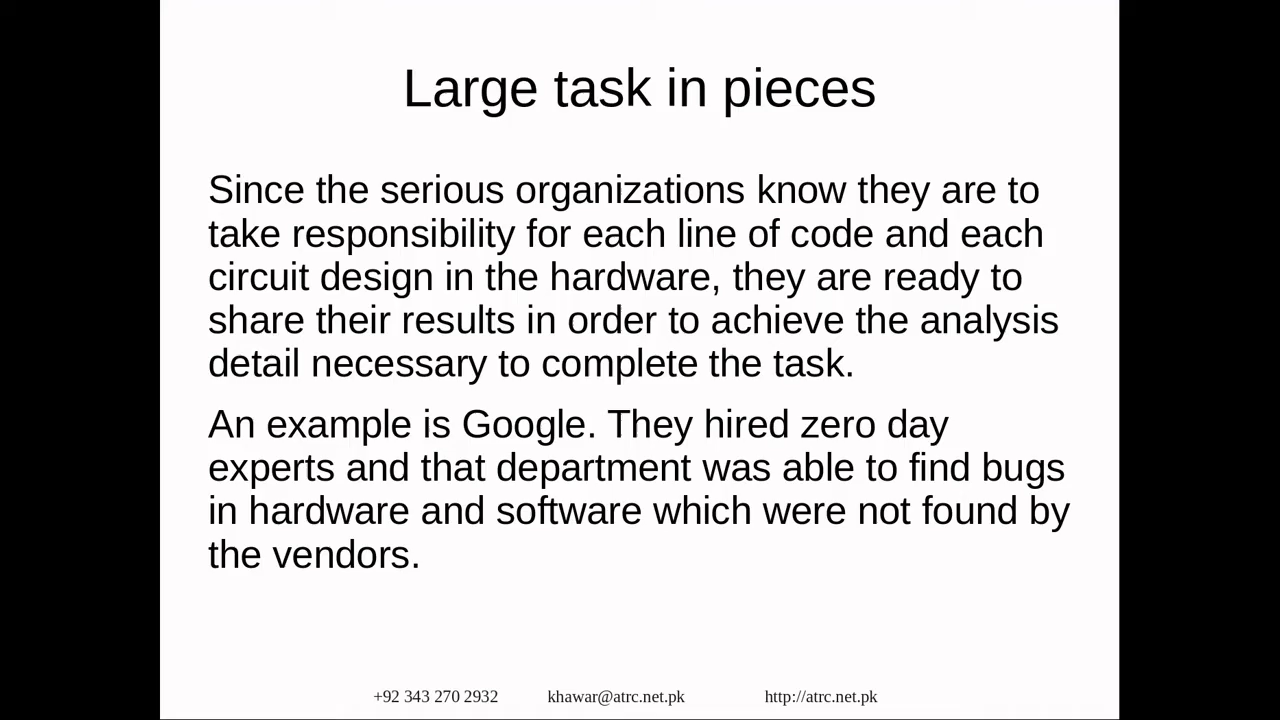 Large task in pieces
Since the serious organizations know they are to
take responsibility for each line of code and each
circuit design in the hardware, they are ready to
share their results in order to achieve the analysis
detail necessary to complete the task.
An example is Google. They hired zero day
experts and that department was able to find bugs
in hardware and software which were not found by
the vendors.
+92 343 270 2932 khawar@atrc.net.pk http://atrc.net.pk